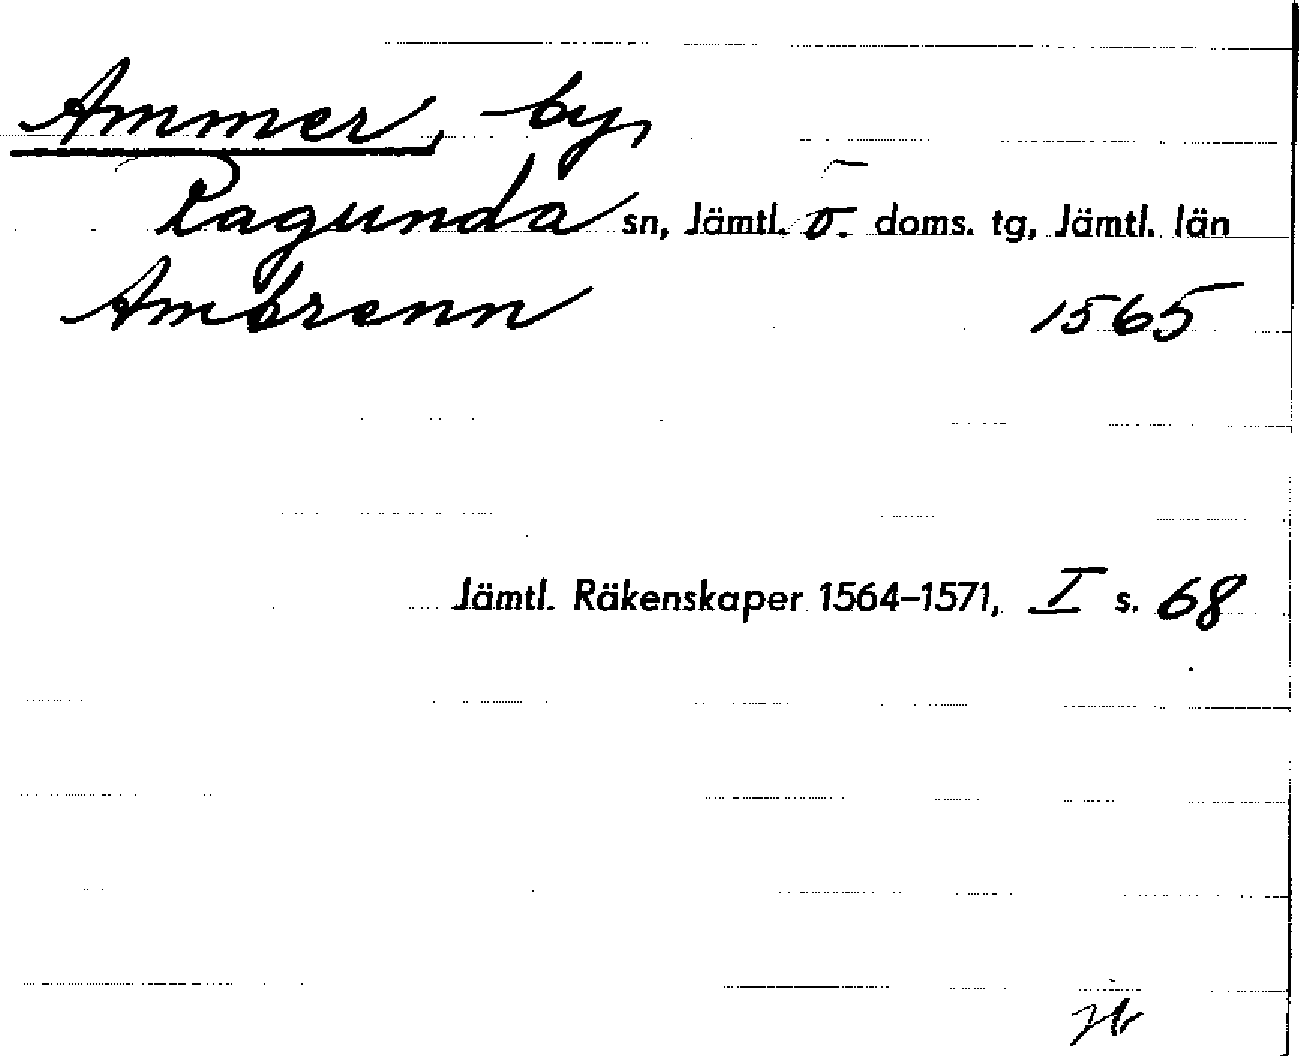 Ammer, by,
Ragunda sn, Jämtl. ö. doms. tg, Jämtl. län
Ambrenn 1565
Jämtl. Räkenskaper 1564–1571, I s. 68